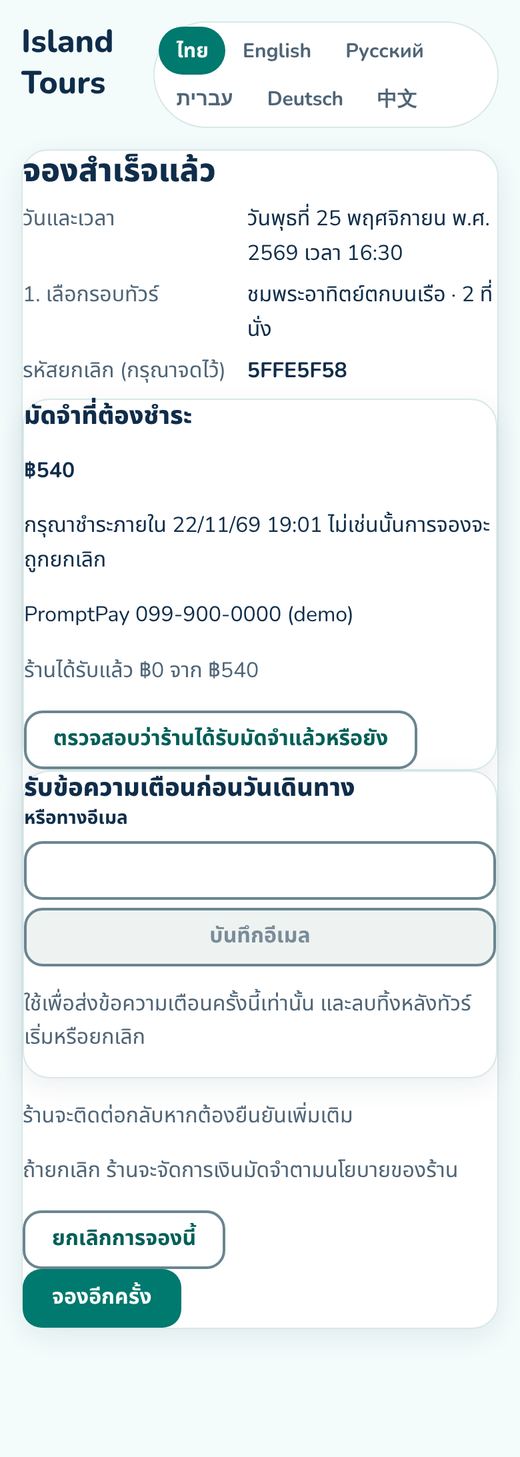 Island
Tours
ไทย English Русский
עברית Deutsch 中文
จองสำเร็จแล้ว
วันและเวลา วันพุธที่ 25 พฤศจิกายน พ.ศ.
2569 เวลา 16:30
1. เลือกรอบทัวร์ ชมพระอาทิตย์ตกบนเรือ · 2 ที่
นั่ง
รหัสยกเลิก (กรุณาจดไว้) 5FFE5F58
มัดจำที่ต้องชำระ
฿540
กรุณาชำระภายใน 22/11/69 19:01 ไม่เช่นนั้นการจองจะ
ถูกยกเลิก
PromptPay 099-900-0000 (demo)
ร้านได้รับแล้ว ฿0 จาก ฿540
ตรวจสอบว่าร้านได้รับมัดจำแล้วหรือยัง
รับข้อความเตือนก่อนวันเดินทาง
หรือทางอีเมล
บันทึกอีเมล
ใช้เพื่อส่งข้อความเตือนครั้งนี้เท่านั้น และลบทิ้งหลังทัวร์
เริ่มหรือยกเลิก
ร้านจะติดต่อกลับหากต้องยืนยันเพิ่มเติม
ถ้ายกเลิก ร้านจะจัดการเงินมัดจำตามนโยบายของร้าน
ยกเลิกการจองนี้
จองอีกครั้ง